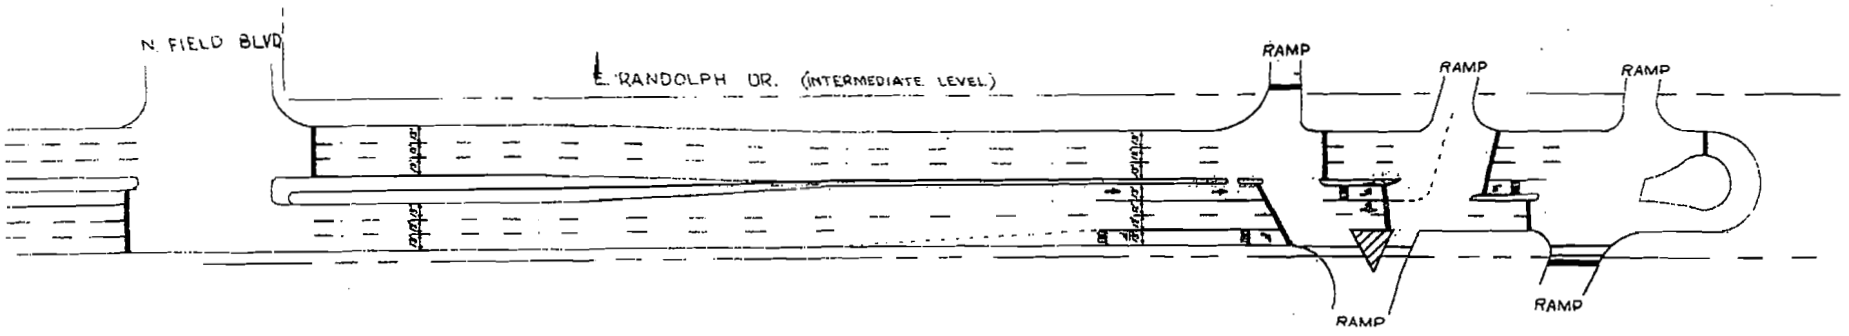 N. FIELD BLVD
E. RANDOLPH DR. (INTERMEDIATE LEVEL)
RAMP
RAMP
RAMP
RAMP
RAMP